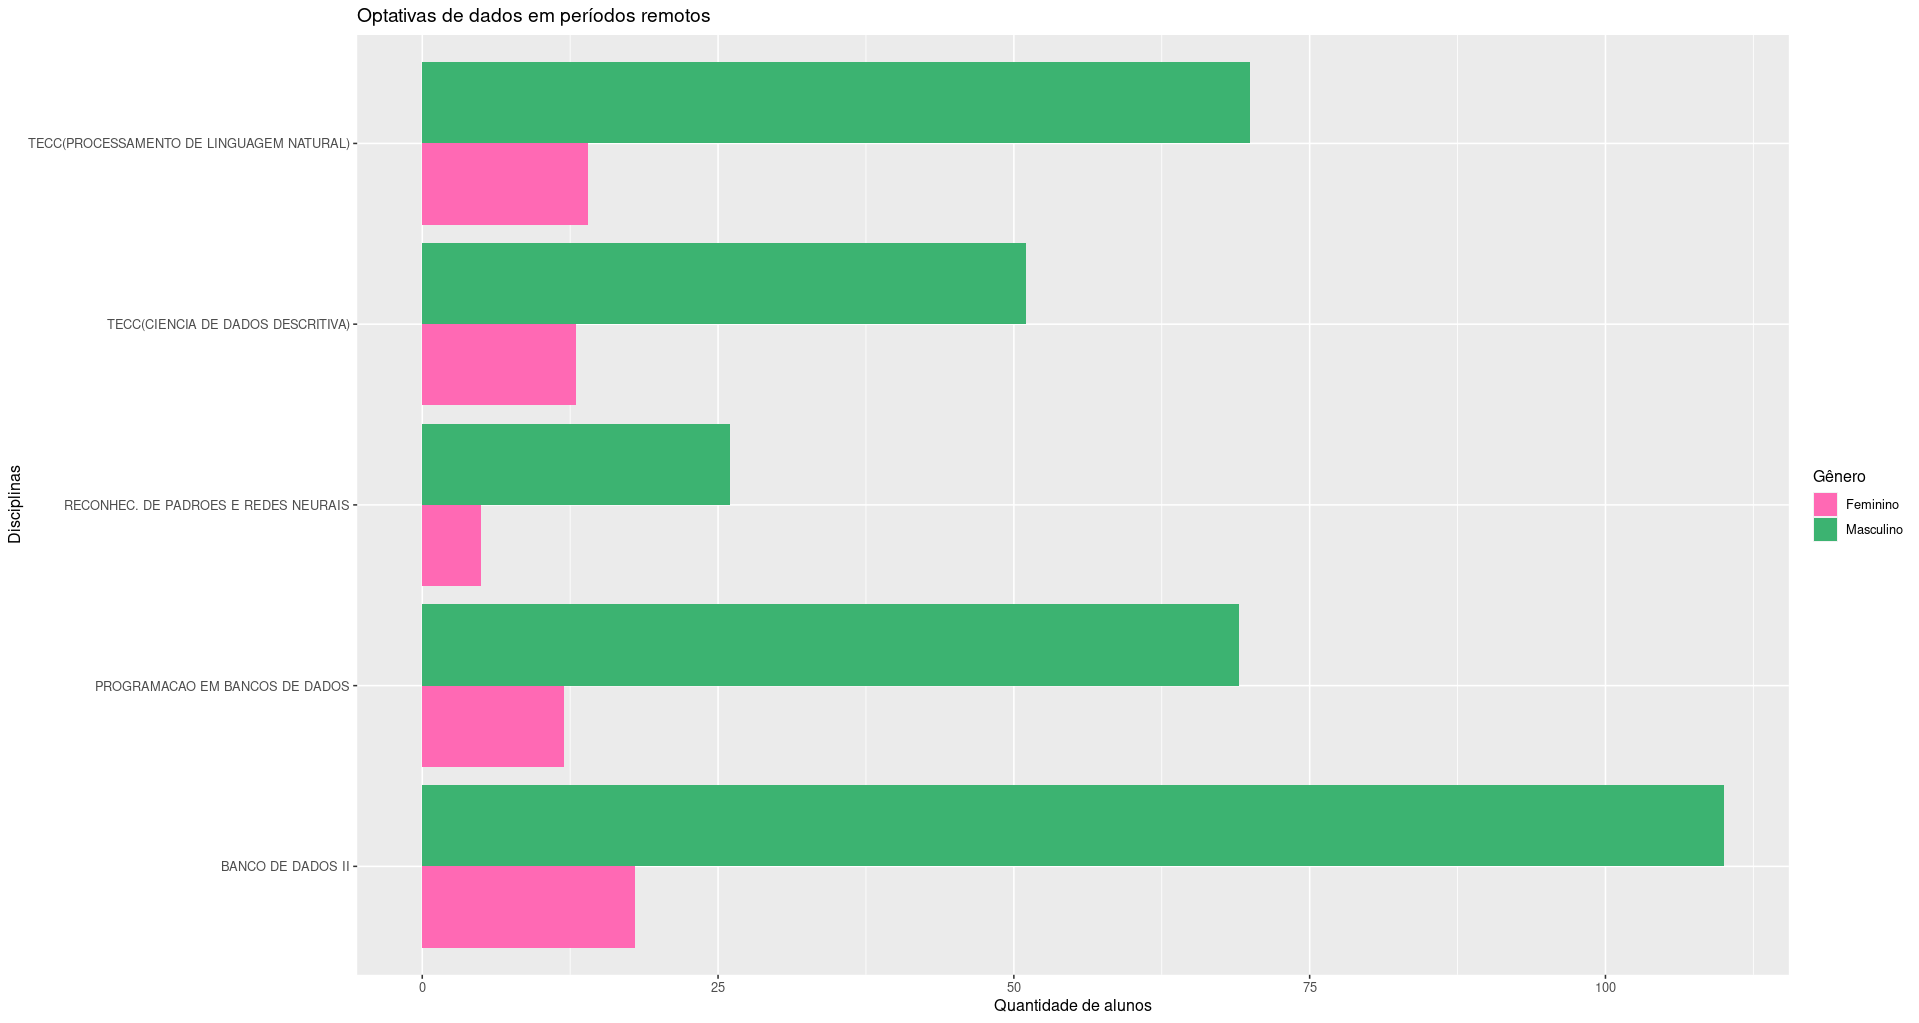 Optativas de dados em períodos remotos
Disciplinas
TECC(PROCESSAMENTO DE LINGUAGEM NATURAL)
TECC(CIENCIA DE DADOS DESCRITIVA)
RECONHEC. DE PADROES E REDES NEURAIS
PROGRAMACAO EM BANCOS DE DADOS
BANCO DE DADOS II
0 25 50 75 100
Quantidade de alunos
Gênero
Feminino
Masculino